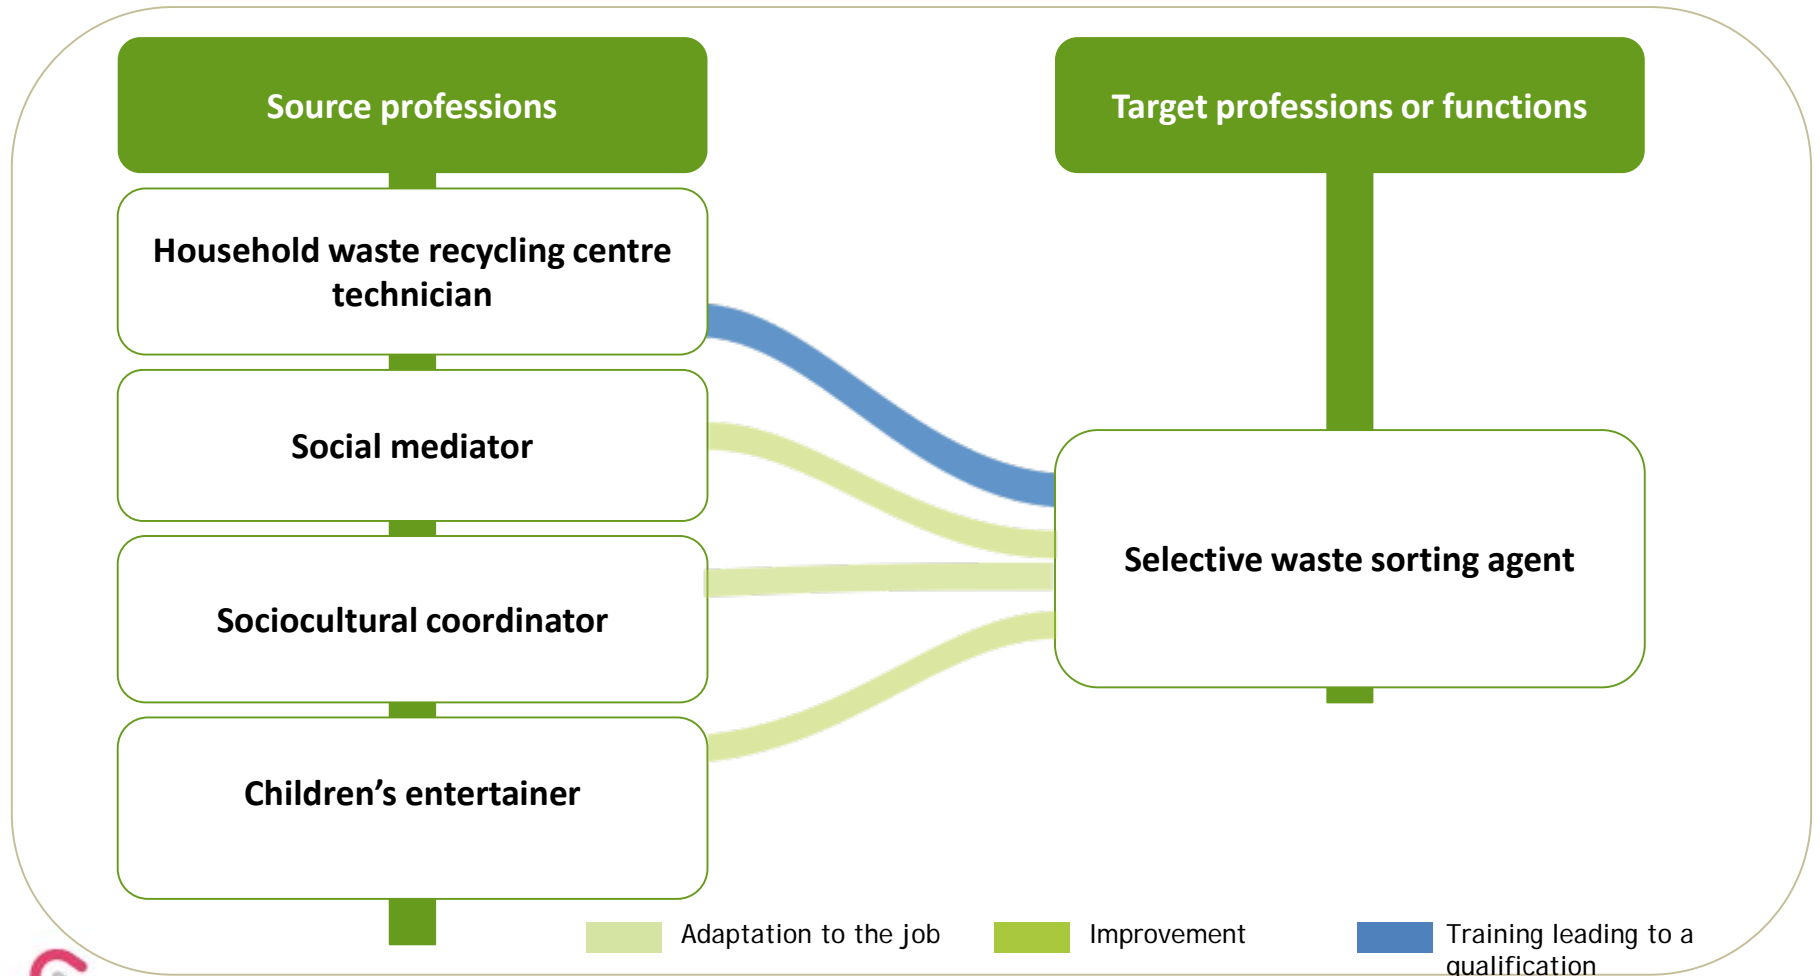 Source professions
Target professions or functions
Household waste recycling centre
technician
Social mediator
Selective waste sorting agent
Sociocultural coordinator
Children’s entertainer
Adaptation to the job
Improvement
Training leading to a
qualification